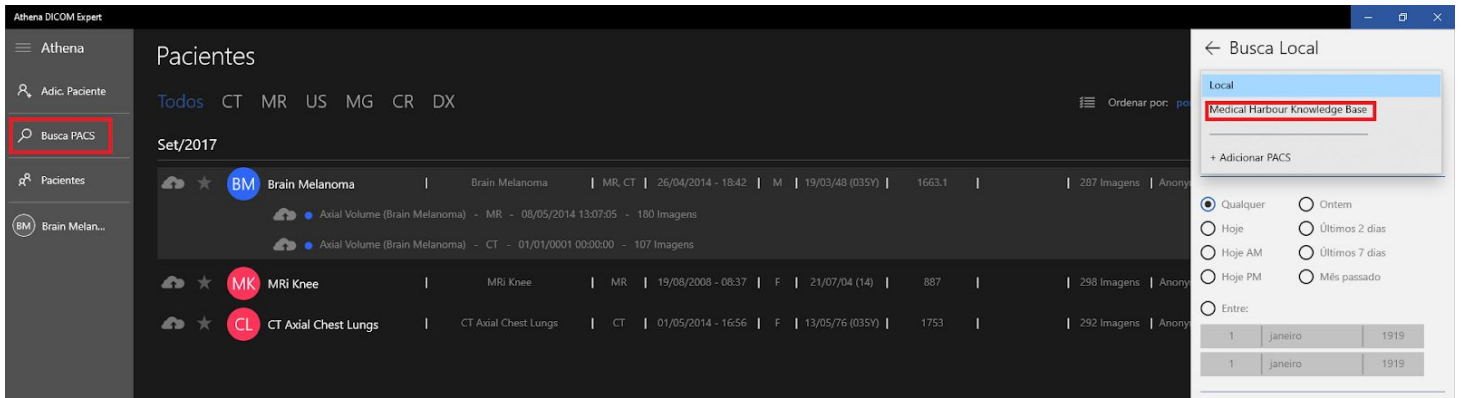 Athena DICOM Expert
Athena
Adic. Paciente
Busca PACS
Pacientes
BM Brain Melan...
Pacientes
Todos CT MR US MG CR DX
Ordenar por: po
Set/2017
BM Brain Melanoma | Brain Melanoma | MR, CT | 26/04/2014 - 18:42 | M | 19/03/48 (035Y) | 1663.1 | | 287 Imagens | Anony
Axial Volume (Brain Melanoma) - MR - 08/05/2014 13:07:05 - 180 Imagens
Axial Volume (Brain Melanoma) - CT - 01/01/0001 00:00:00 - 107 Imagens
MK MRi Knee | MRi Knee | MR | 19/08/2008 - 08:37 | F | 21/07/04 (14) | 887 | | 298 Imagens | Anony
CL CT Axial Chest Lungs | CT Axial Chest Lungs | CT | 01/05/2014 - 16:56 | F | 13/05/76 (035Y) | 1753 | | 292 Imagens | Anony
Busca Local
Local
Medical Harbour Knowledge Base
+ Adicionar PACS
Qualquer Ontem
Hoje Últimos 2 dias
Hoje AM Últimos 7 dias
Hoje PM Mês passado
Entre:
1 janeiro 1919
1 janeiro 1919